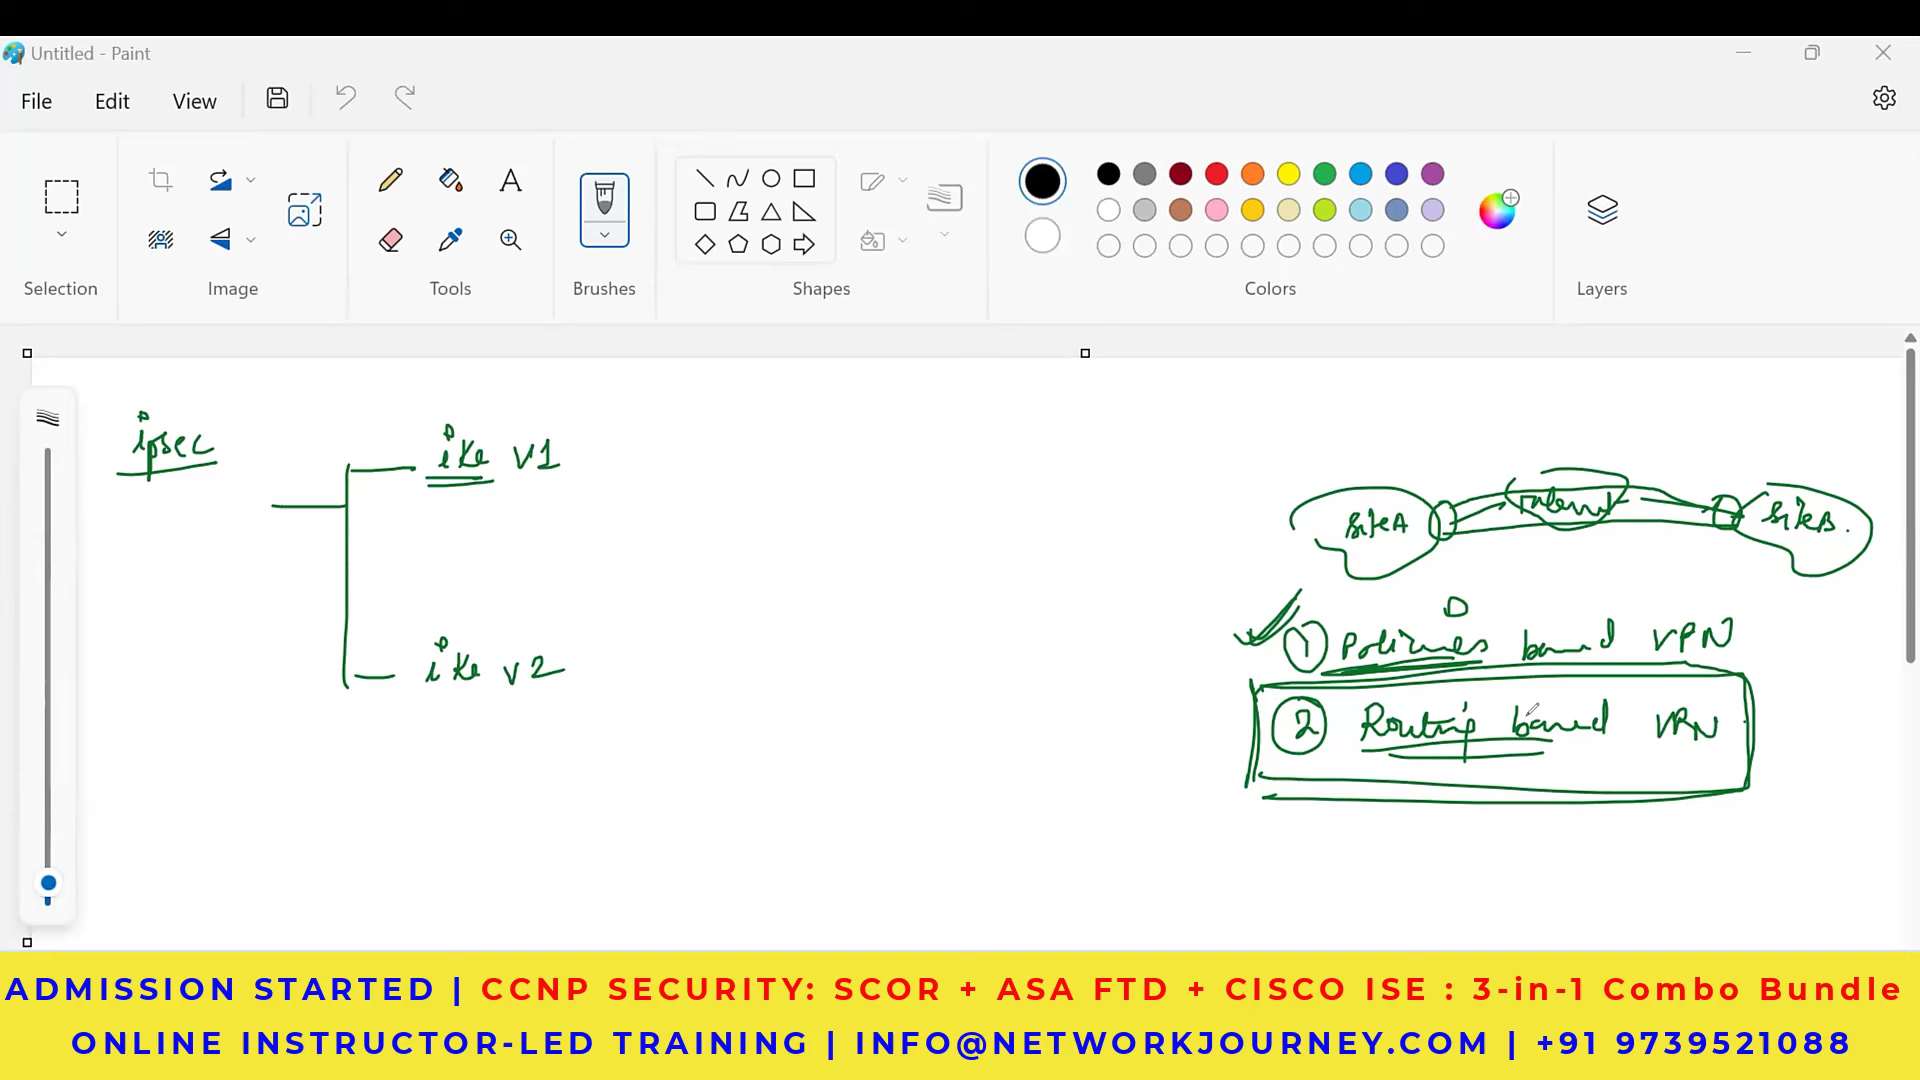 Untitled - Paint
File Edit View
Selection Image Tools Brushes Shapes Colors Layers
ipsec
ike v1
Site A Internet Site B.
① Policies based VPN
ike v2
② Routing based VPN
ADMISSION STARTED | CCNP SECURITY: SCOR + ASA FTD + CISCO ISE : 3-in-1 Combo Bundle
ONLINE INSTRUCTOR-LED TRAINING | INFO@NETWORKJOURNEY.COM | +91 9739521088